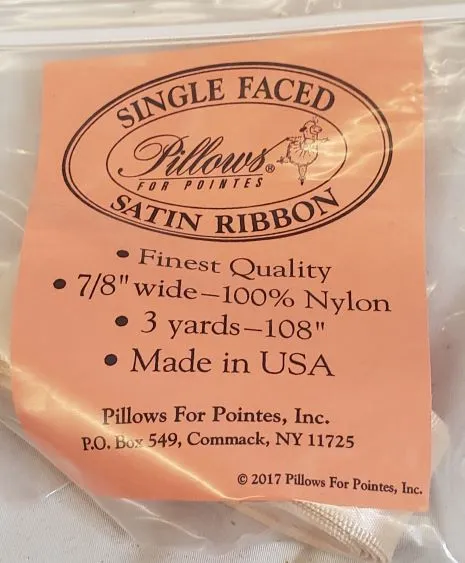 SINGLE FACED
Pillows®
FOR POINTES
SATIN RIBBON
• Finest Quality
• 7/8" wide–100% Nylon
• 3 yards–108"
• Made in USA
Pillows For Pointes, Inc.
P.O. Box 549, Commack, NY 11725
© 2017 Pillows For Pointes, Inc.